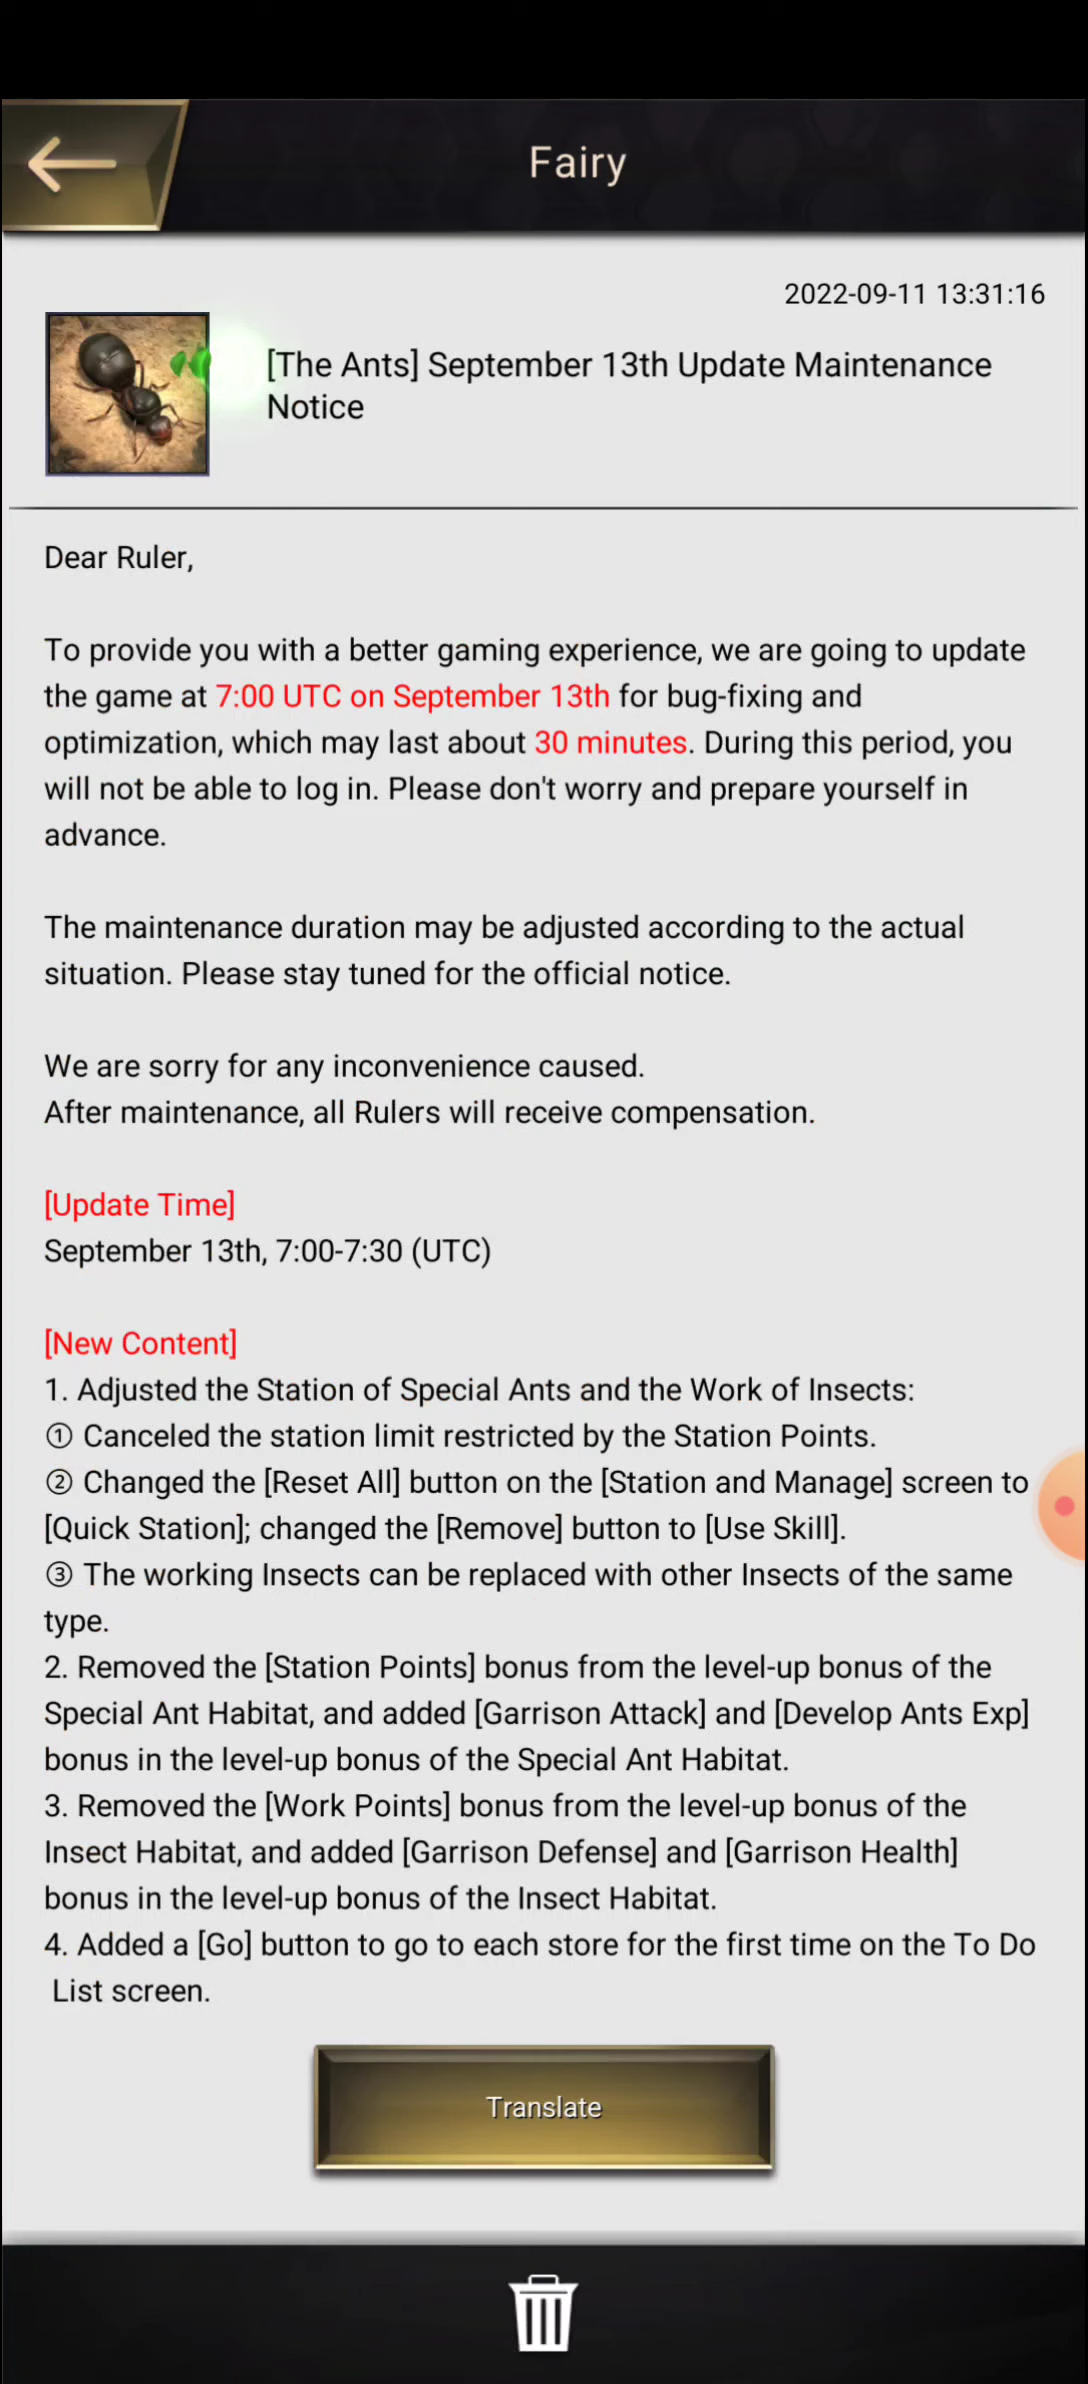 Fairy
2022-09-11 13:31:16
[The Ants] September 13th Update Maintenance
Notice
Dear Ruler,
To provide you with a better gaming experience, we are going to update
the game at 7:00 UTC on September 13th for bug-fixing and
optimization, which may last about 30 minutes. During this period, you
will not be able to log in. Please don't worry and prepare yourself in
advance.
The maintenance duration may be adjusted according to the actual
situation. Please stay tuned for the official notice.
We are sorry for any inconvenience caused.
After maintenance, all Rulers will receive compensation.
[Update Time]
September 13th, 7:00-7:30 (UTC)
[New Content]
1. Adjusted the Station of Special Ants and the Work of Insects:
① Canceled the station limit restricted by the Station Points.
② Changed the [Reset All] button on the [Station and Manage] screen to
[Quick Station]; changed the [Remove] button to [Use Skill].
③ The working Insects can be replaced with other Insects of the same
type.
2. Removed the [Station Points] bonus from the level-up bonus of the
Special Ant Habitat, and added [Garrison Attack] and [Develop Ants Exp]
bonus in the level-up bonus of the Special Ant Habitat.
3. Removed the [Work Points] bonus from the level-up bonus of the
Insect Habitat, and added [Garrison Defense] and [Garrison Health]
bonus in the level-up bonus of the Insect Habitat.
4. Added a [Go] button to go to each store for the first time on the To Do
List screen.
Translate